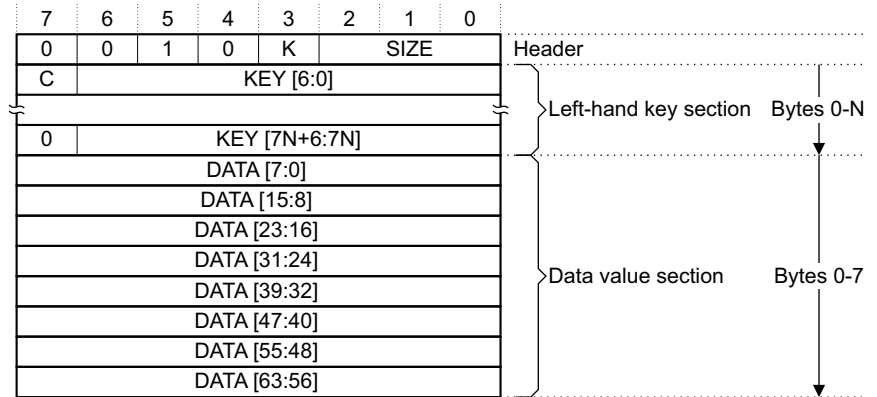 7 6 5 4 3 2 1 0
0 0 1 0 K SIZE Header
C KEY [6:0]
Left-hand key section Bytes 0-N
0 KEY [7N+6:7N]
DATA [7:0]
DATA [15:8]
DATA [23:16]
DATA [31:24]
Data value section Bytes 0-7
DATA [39:32]
DATA [47:40]
DATA [55:48]
DATA [63:56]